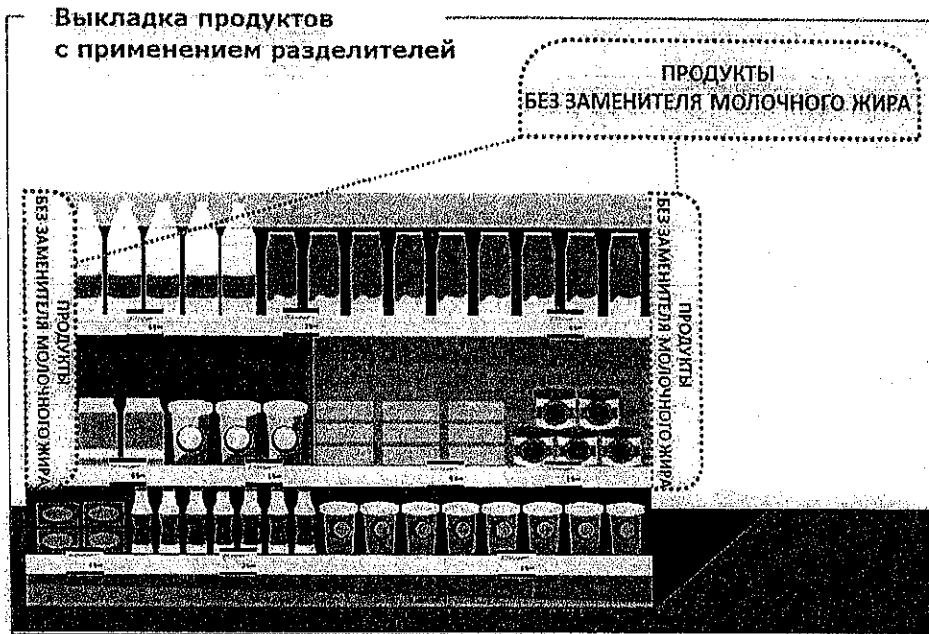 Выкладка продуктов
с применением разделителей
ПРОДУКТЫ
БЕЗ ЗАМЕНИТЕЛЯ МОЛОЧНОГО ЖИРА
ПРОДУКТЫ
БЕЗ ЗАМЕНИТЕЛЯ МОЛОЧНОГО ЖИРА
ПРОДУКТЫ
БЕЗ ЗАМЕНИТЕЛЯ МОЛОЧНОГО ЖИРА